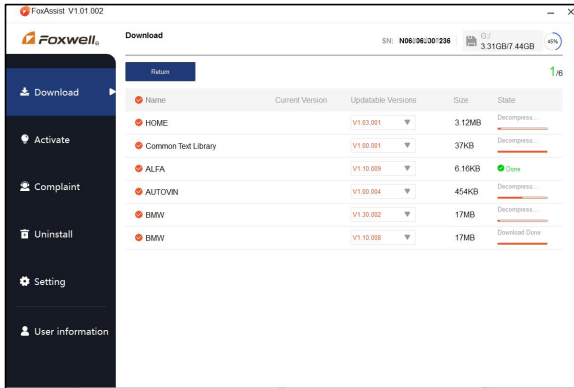 FoxAssist V1.01.002
FOXWELL®
Download
SN: N06
236
G:/
3.31GB/7.44GB
45%
Return
1/6
Download
Activate
Complaint
Uninstall
Setting
User information
Name Current Version Updatable Versions Size State
HOME V1.03.001 3.12MB Decompress...
Common Text Library V1.00.001 37KB Decompress...
ALFA V1.10.009 6.16KB Done
AUTOVIN V1.00.004 454KB Decompress...
BMW V1.30.002 17MB Decompress...
BMW V1.10.008 17MB Download Done